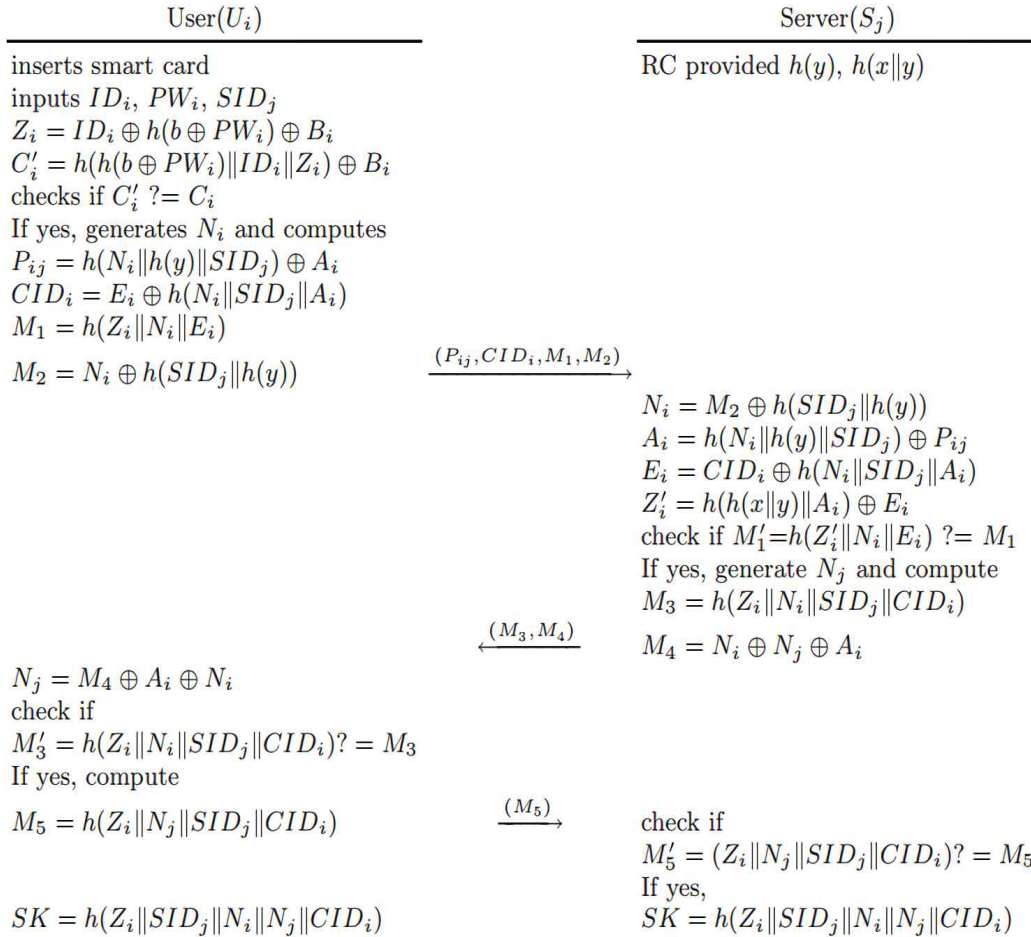 User(U_i)
Server(S_j)
inserts smart card
RC provided h(y), h(x‖y)
inputs ID_i, PW_i, SID_j
Z_i = ID_i ⊕ h(b ⊕ PW_i) ⊕ B_i
C'_i = h(h(b ⊕ PW_i)‖ID_i‖Z_i) ⊕ B_i
checks if C'_i ?= C_i
If yes, generates N_i and computes
P_ij = h(N_i‖h(y)‖SID_j) ⊕ A_i
CID_i = E_i ⊕ h(N_i‖SID_j‖A_i)
M_1 = h(Z_i‖N_i‖E_i)
M_2 = N_i ⊕ h(SID_j‖h(y))
(P_ij,CID_i,M_1,M_2)
N_i = M_2 ⊕ h(SID_j‖h(y))
A_i = h(N_i‖h(y)‖SID_j) ⊕ P_ij
E_i = CID_i ⊕ h(N_i‖SID_j‖A_i)
Z'_i = h(h(x‖y)‖A_i) ⊕ E_i
check if M'_1=h(Z'_i‖N_i‖E_i) ?= M_1
If yes, generate N_j and compute
M_3 = h(Z_i‖N_i‖SID_j‖CID_i)
(M_3,M_4)
M_4 = N_i ⊕ N_j ⊕ A_i
N_j = M_4 ⊕ A_i ⊕ N_i
check if
M'_3 = h(Z_i‖N_i‖SID_j‖CID_i)? = M_3
If yes, compute
M_5 = h(Z_i‖N_j‖SID_j‖CID_i)
(M_5)
check if
M'_5 = (Z_i‖N_j‖SID_j‖CID_i)? = M_5
If yes,
SK = h(Z_i‖SID_j‖N_i‖N_j‖CID_i)
SK = h(Z_i‖SID_j‖N_i‖N_j‖CID_i)